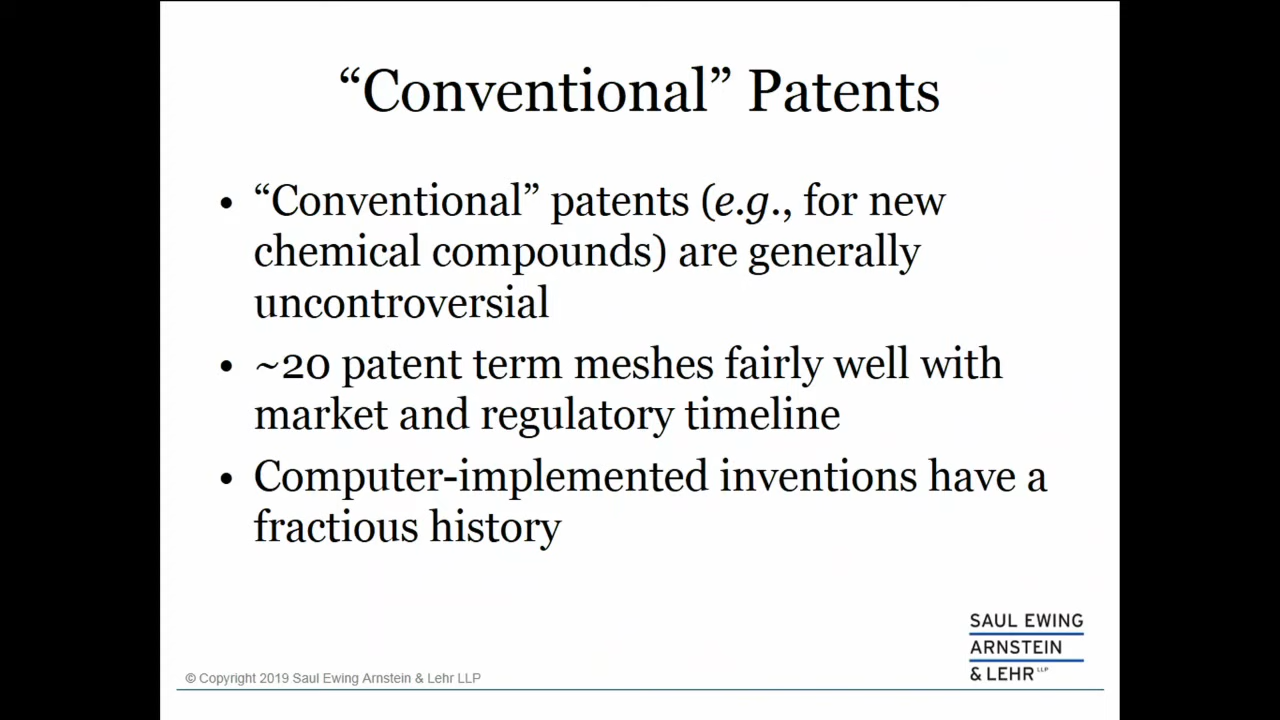 “Conventional” Patents
• “Conventional” patents (e.g., for new
chemical compounds) are generally
uncontroversial
• ~20 patent term meshes fairly well with
market and regulatory timeline
• Computer-implemented inventions have a
fractious history
SAUL EWING
ARNSTEIN
& LEHR LLP
© Copyright 2019 Saul Ewing Arnstein & Lehr LLP